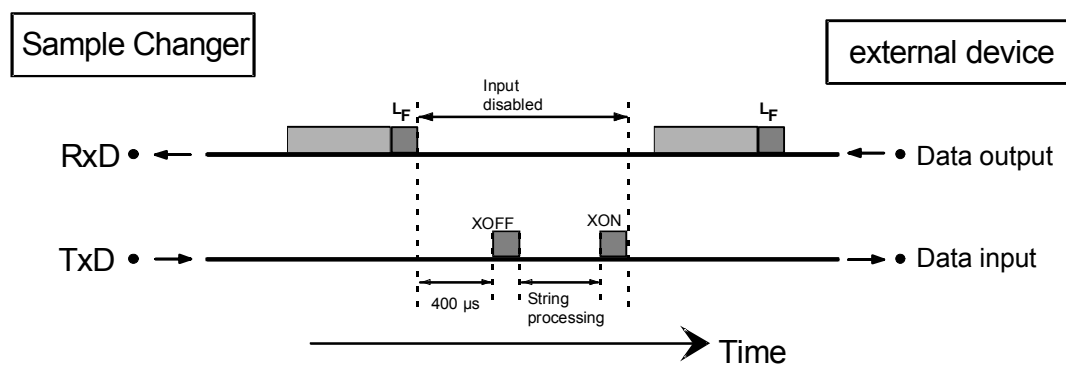 Sample Changer
external device
Input
disabled
LF
LF
RxD
Data output
XOFF
XON
TxD
Data input
400 µs
String
processing
Time